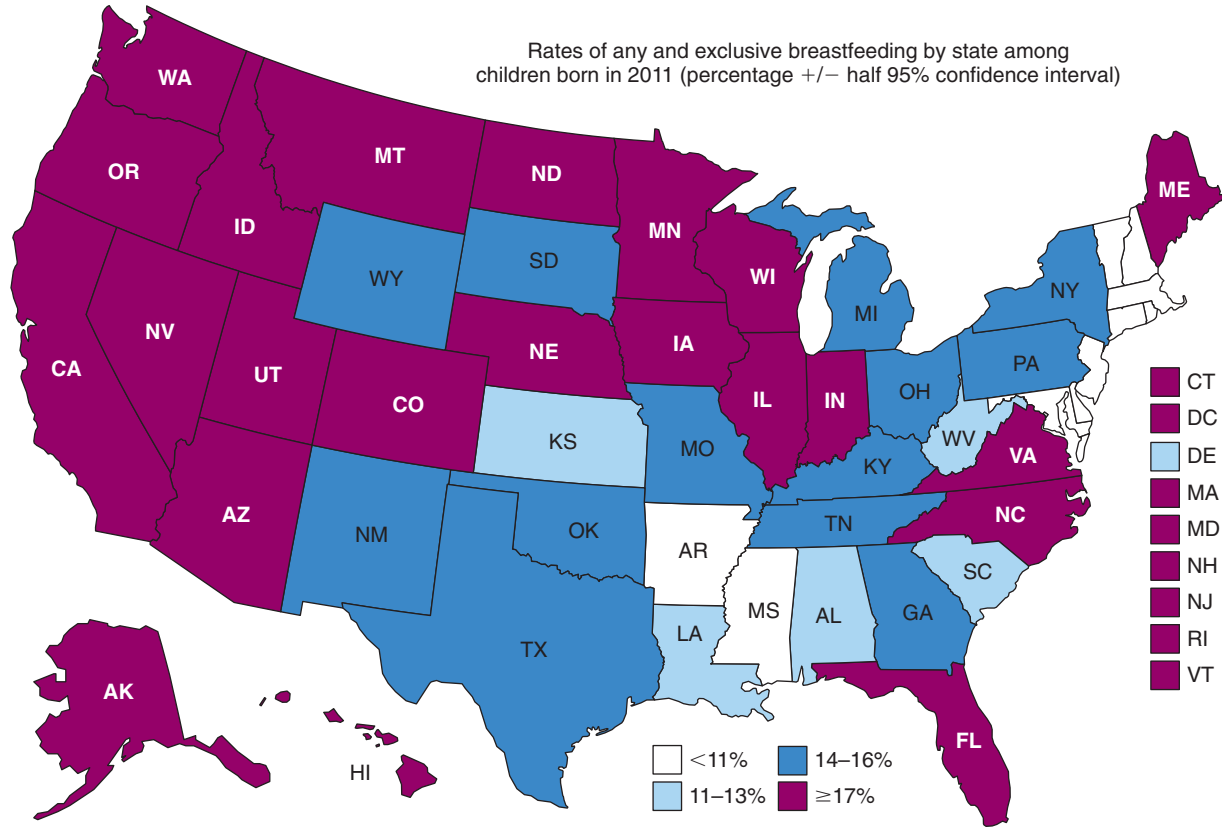 Rates of any and exclusive breastfeeding by state among
children born in 2011 (percentage +/− half 95% confidence interval)
WA
MT
ND
OR
ID
MN
ME
WY
SD
WI
NY
MI
NV
NE
IA
PA
CA
UT
CO
IL
IN
OH
KS
MO
WV
VA
KY
AZ
NM
OK
TN
NC
AR
SC
MS
AL
GA
LA
TX
AK
HI
FL
CT
DC
DE
MA
MD
NH
NJ
RI
VT
<11%
14–16%
11–13%
≥17%